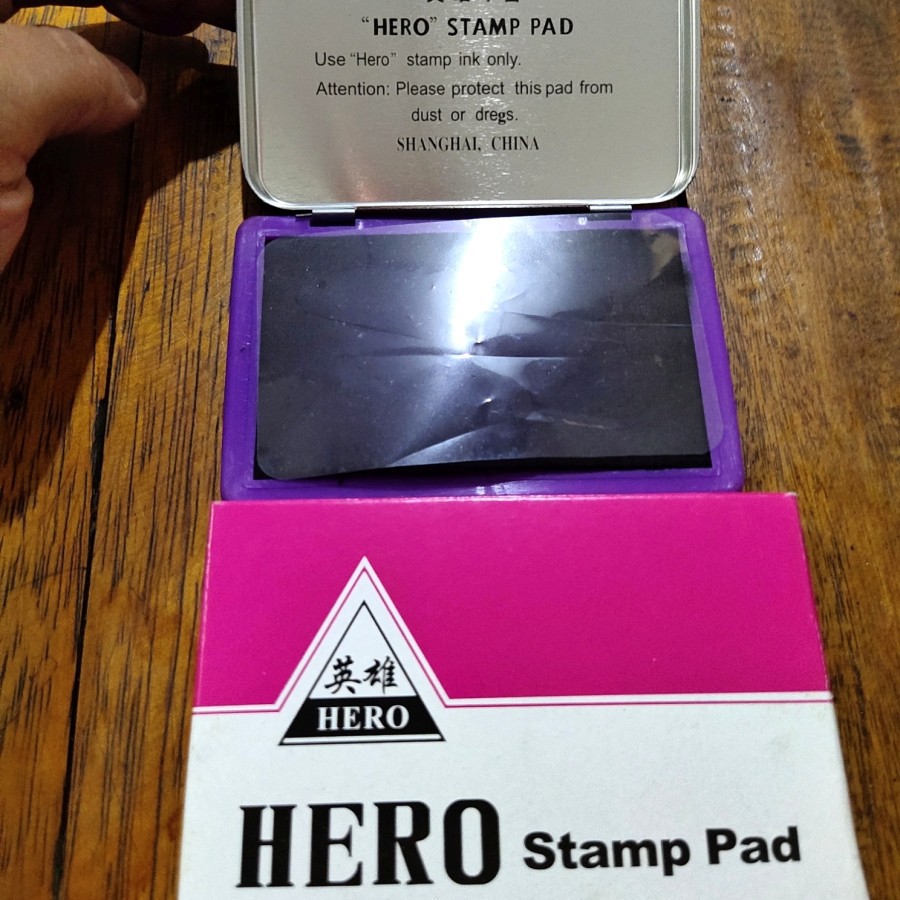 "HERO" STAMP PAD
Use "Hero" stamp ink only.
Attention: Please protect this pad from
dust or dregs.
SHANGHAI, CHINA
英雄
HERO
HERO Stamp Pad